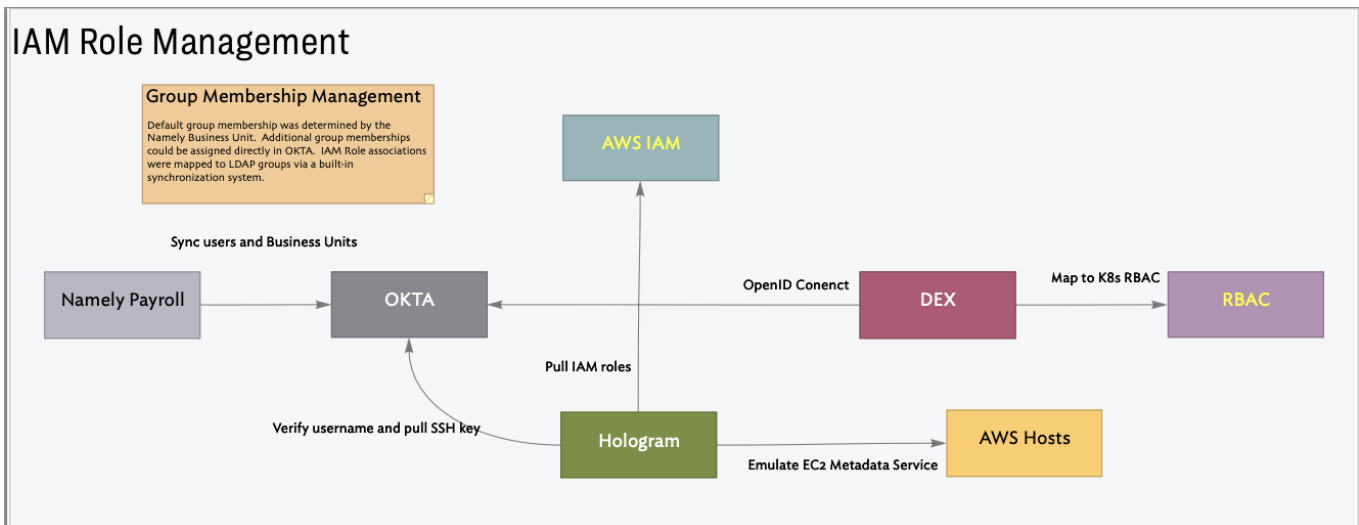 IAM Role Management
Group Membership Management
Default group membership was determined by the
Namely Business Unit. Additional group memberships
could be assigned directly in OKTA. IAM Role associations
were mapped to LDAP groups via a built-in
synchronization system.
AWS IAM
Sync users and Business Units
Namely Payroll
OKTA
OpenID Conenct
DEX
Map to K8s RBAC
RBAC
Pull IAM roles
Verify username and pull SSH key
Hologram
Emulate EC2 Metadata Service
AWS Hosts